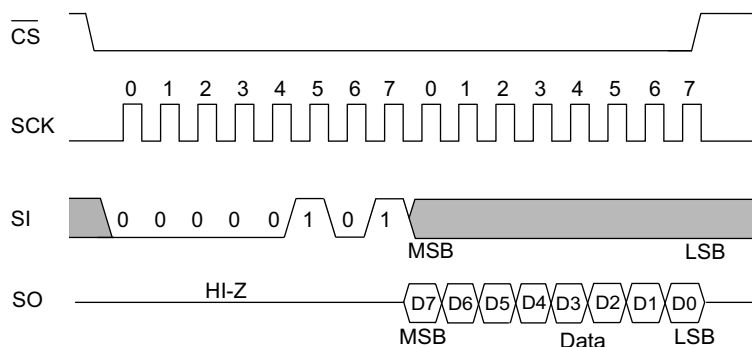 CS
0 1 2 3 4 5 6 7 0 1 2 3 4 5 6 7
SCK
SI 0 0 0 0 0 1 0 1
MSB LSB
HI-Z
SO D7 D6 D5 D4 D3 D2 D1 D0
MSB Data LSB